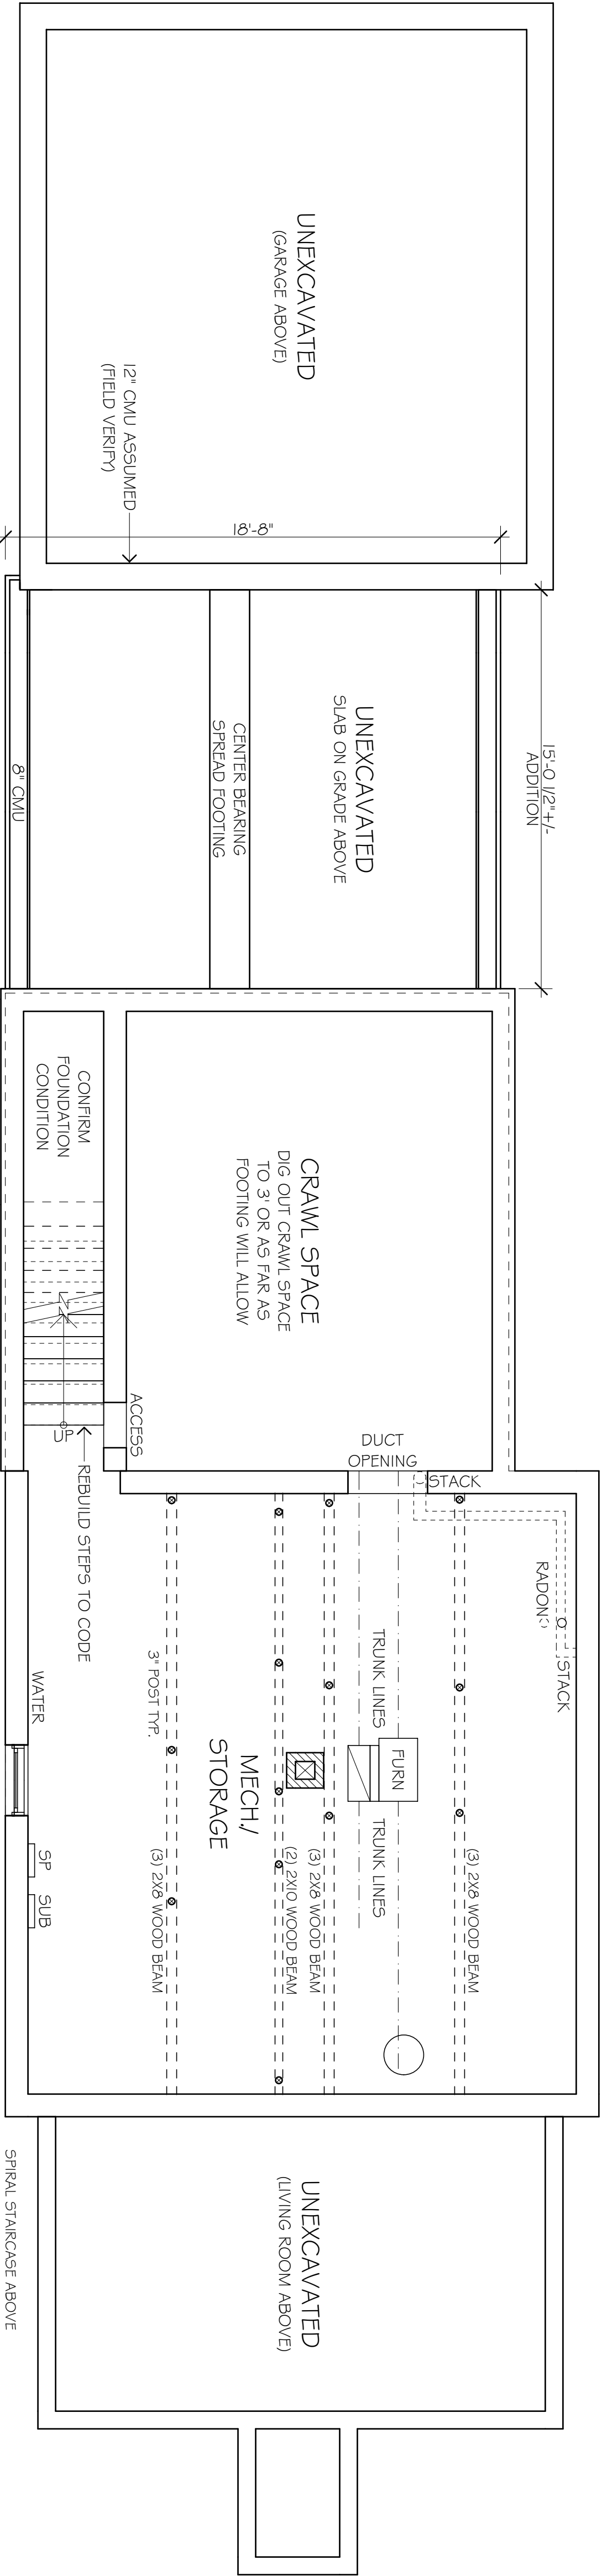 UNEXCAVATED
(GARAGE ABOVE)
12" CMU ASSUMED
(FIELD VERIFY)
18'-8"
15'-0 1/2"+/-
ADDITION
UNEXCAVATED
SLAB ON GRADE ABOVE
CENTER BEARING
SPREAD FOOTING
8" CMU
CRAWL SPACE
DIG OUT CRAWL SPACE
TO 3' OR AS FAR AS
FOOTING WILL ALLOW
CONFIRM
FOUNDATION
CONDITION
ACCESS
UP
REBUILD STEPS TO CODE
DUCT
OPENING
STACK
RADON
STACK
TRUNK LINES
FURN
TRUNK LINES
3" POST TYP.
MECH./
STORAGE
WATER
SP
SUB
(3) 2X8 WOOD BEAM
(3) 2X8 WOOD BEAM
(2) 2X10 WOOD BEAM
(3) 2X8 WOOD BEAM
UNEXCAVATED
(LIVING ROOM ABOVE)
SPIRAL STAIRCASE ABOVE